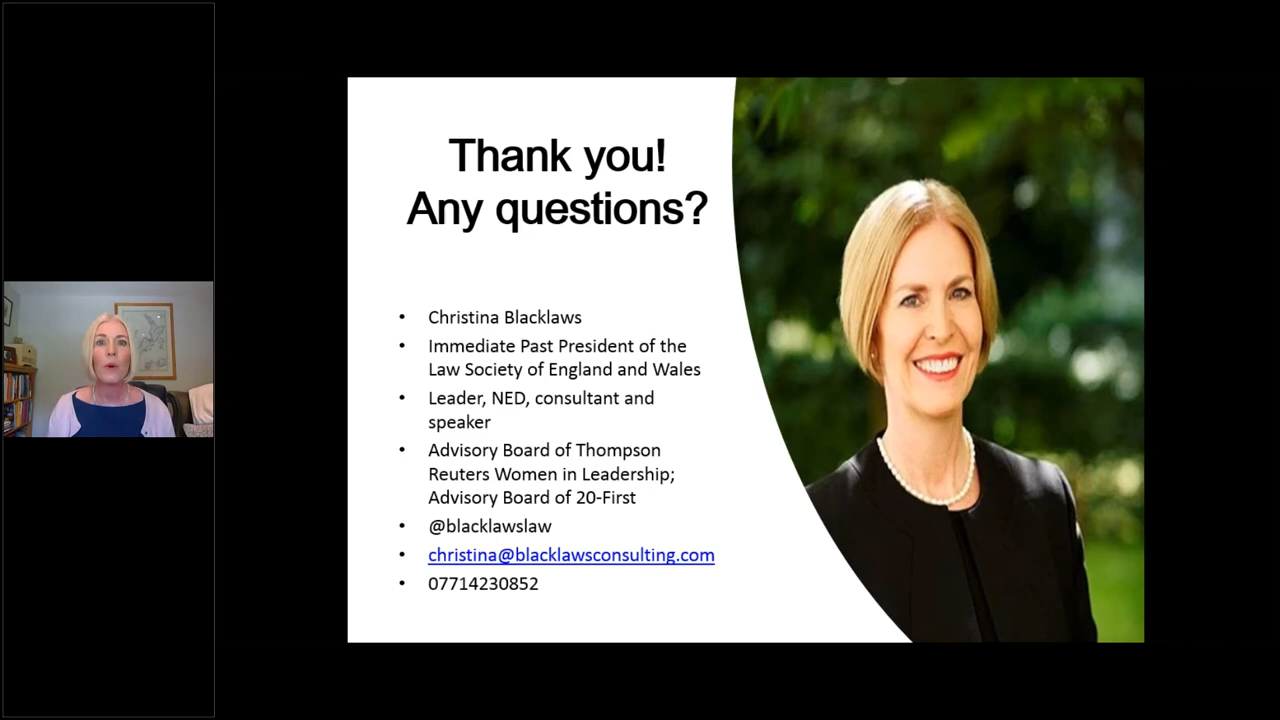 Thank you!
Any questions?
• Christina Blacklaws
• Immediate Past President of the
Law Society of England and Wales
• Leader, NED, consultant and
speaker
• Advisory Board of Thompson
Reuters Women in Leadership;
Advisory Board of 20-First
• @blacklawslaw
• christina@blacklawsconsulting.com
• 07714230852